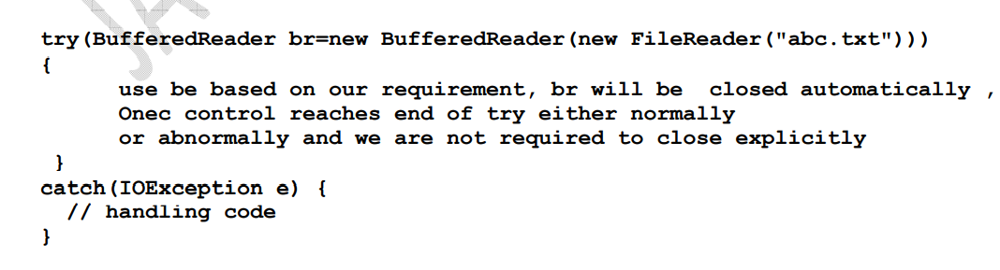 try(BufferedReader br=new BufferedReader(new FileReader("abc.txt")))
{
use be based on our requirement, br will be closed automatically ,
Onec control reaches end of try either normally
or abnormally and we are not required to close explicitly
}
catch(IOException e) {
// handling code
}